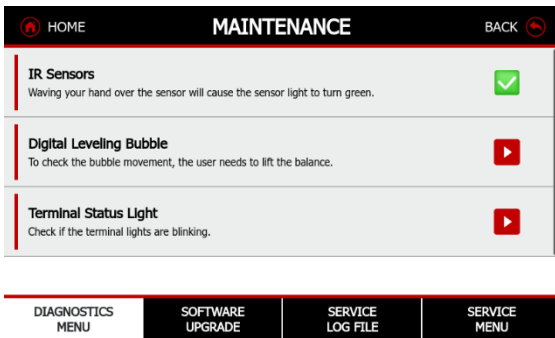 HOME MAINTENANCE BACK
IR Sensors
Waving your hand over the sensor will cause the sensor light to turn green.
Digital Leveling Bubble
To check the bubble movement, the user needs to lift the balance.
Terminal Status Light
Check if the terminal lights are blinking.
DIAGNOSTICS MENU
SOFTWARE UPGRADE
SERVICE LOG FILE
SERVICE MENU